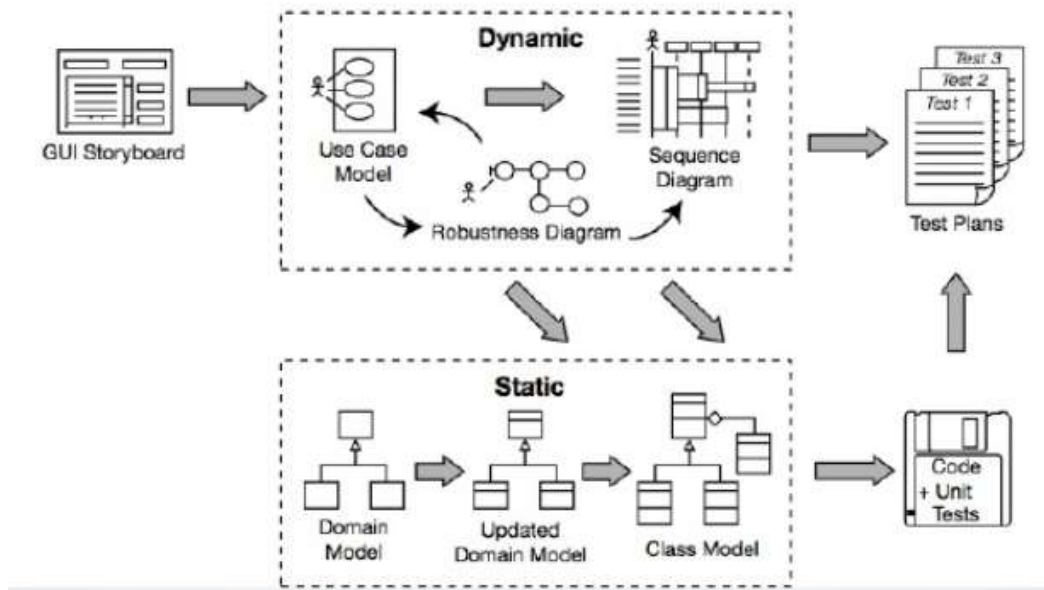 Dynamic
GUI Storyboard
Use Case
Model
Sequence
Diagram
Robustness Diagram
Test 3
Test 2
Test 1
Test Plans
Static
Domain
Model
Updated
Domain Model
Class Model
Code
+ Unit
Tests